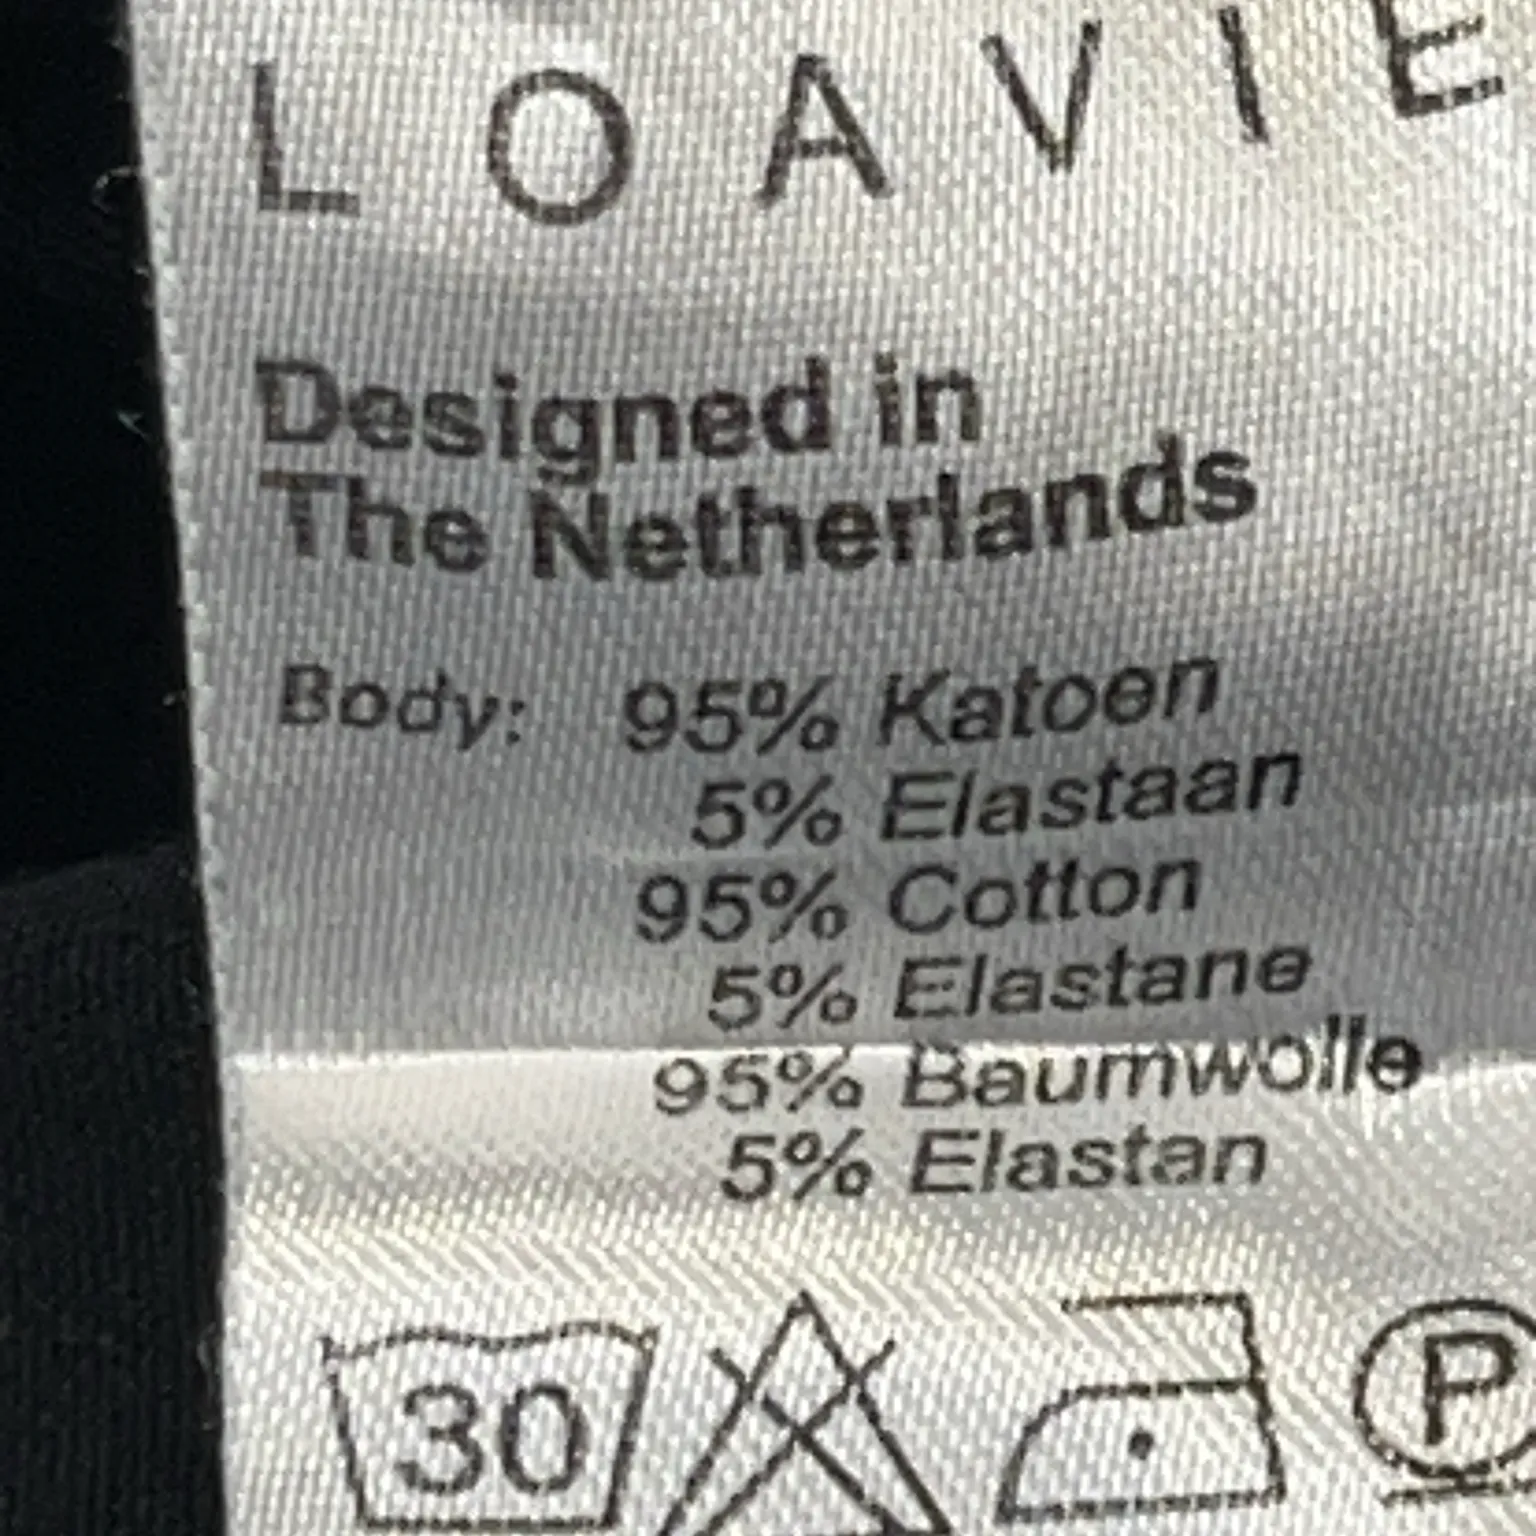 LOAVIE
Designed in
The Netherlands
Body: 95% Katoen
5% Elastaan
95% Cotton
5% Elastane
95% Baumwolle
5% Elastan
30
P